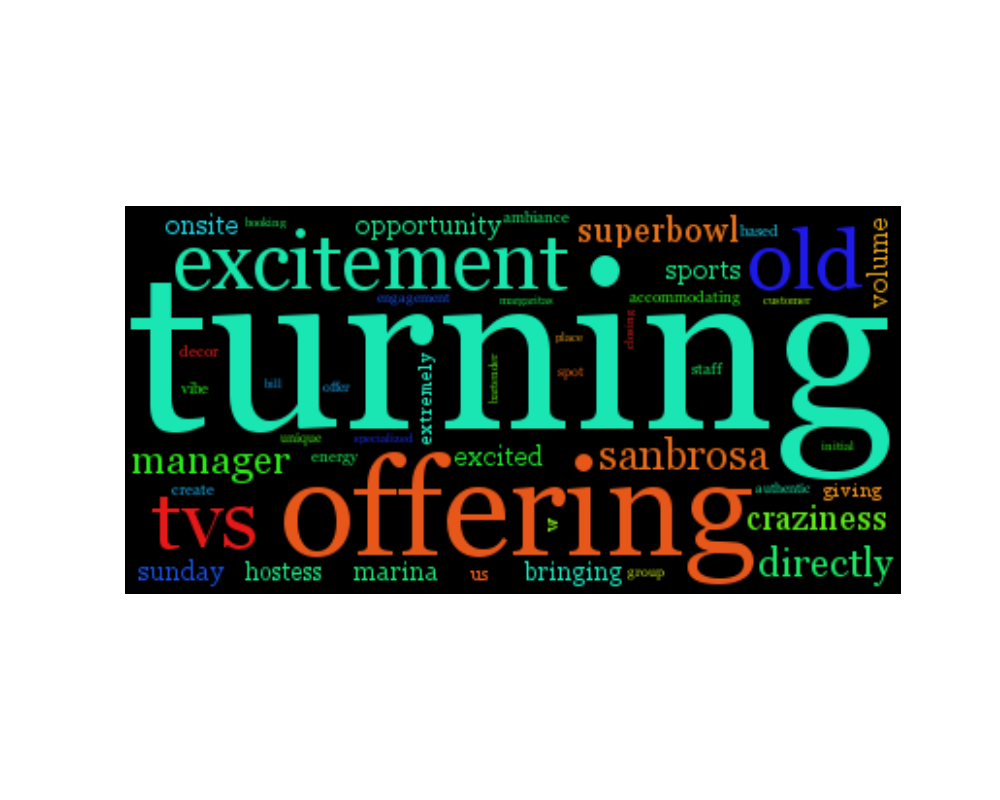 onsite
booking
opportunity
ambiance
superbowl
based
old
volume
excitement
sports
engagement
margaritas
accommodating
customer
turning
decor
vibe
bill
offer
extremely
bartender
place
spot
closing
staff
unique
specialized
initial
manager
energy
excited
sanbrosa
create
authentic
giving
tvs
offering
w
craziness
sunday
hostess
marina
us
bringing
group
directly